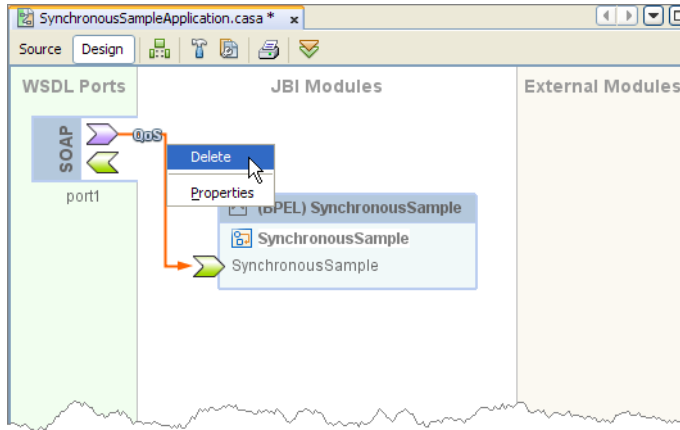 SynchronousSampleApplication.casa * x
Source Design
WSDL Ports JBI Modules External Modules
SOAP
QoS
port1
Delete
Properties
(BPEL) SynchronousSample
SynchronousSample
SynchronousSample